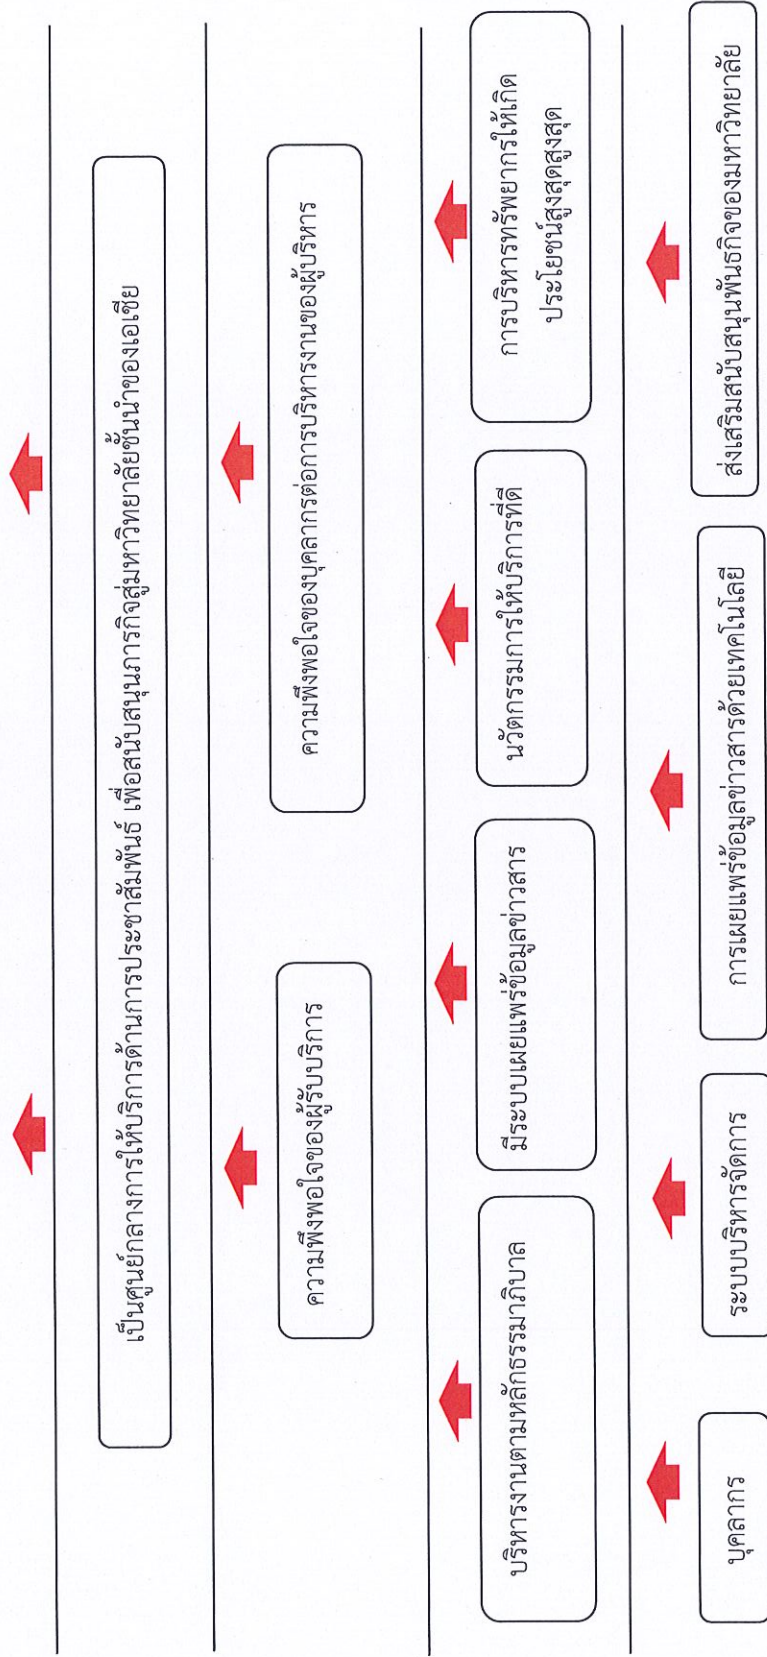 เป็นศูนย์กลางการให้บริการด้านการประชาสัมพันธ์ เพื่อสนับสนุนภารกิจสู่มหาวิทยาลัยชั้นนำของเอเชีย
ความพึงพอใจของผู้รับบริการ
ความพึงพอใจของบุคลากรต่อการบริหารงานของผู้บริหาร
บริหารงานตามหลักธรรมาภิบาล
มีระบบเผยแพร่ข้อมูลข่าวสาร
นวัตกรรมการให้บริการที่ดี
การบริหารทรัพยากรให้เกิด
ประโยชน์สูงสุดสูงสุด
บุคลากร
ระบบบริหารจัดการ
การเผยแพร่ข้อมูลข่าวสารด้วยเทคโนโลยี
ส่งเสริมสนับสนุนพันธกิจของมหาวิทยาลัย